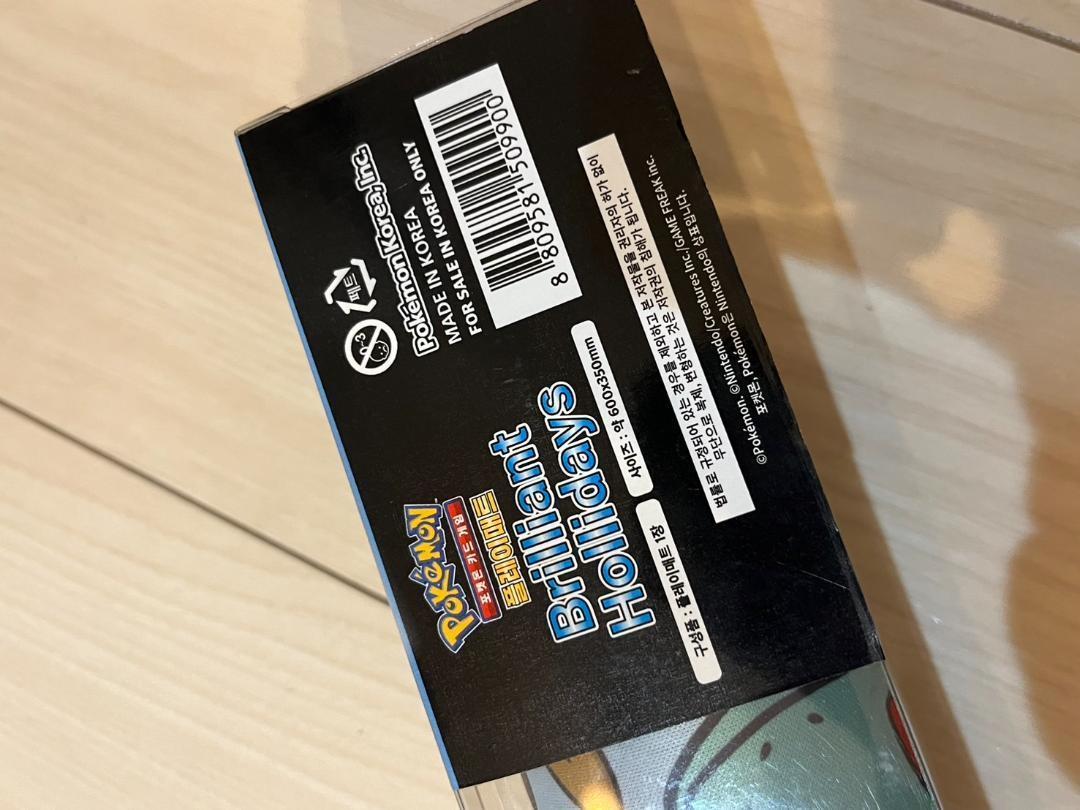 POKÉMON
포켓몬 카드 게임
플레이매트
Brilliant
Hollidays
구성품 : 플레이매트 1장
사이즈 : 약 600x350mm
0-3
페트
Pokémon Korea, Inc.
MADE IN KOREA
FOR SALE IN KOREA ONLY
8 809581 509900
법률로 규정되어 있는 경우를 제외하고 본 저작물을 권리자의 허가 없이
무단으로 복제, 변형하는 것은 저작권의 침해가 됩니다.
©Pokémon. ©Nintendo/Creatures Inc./GAME FREAK inc.
포켓몬, Pokémon은 Nintendo의 상표입니다.